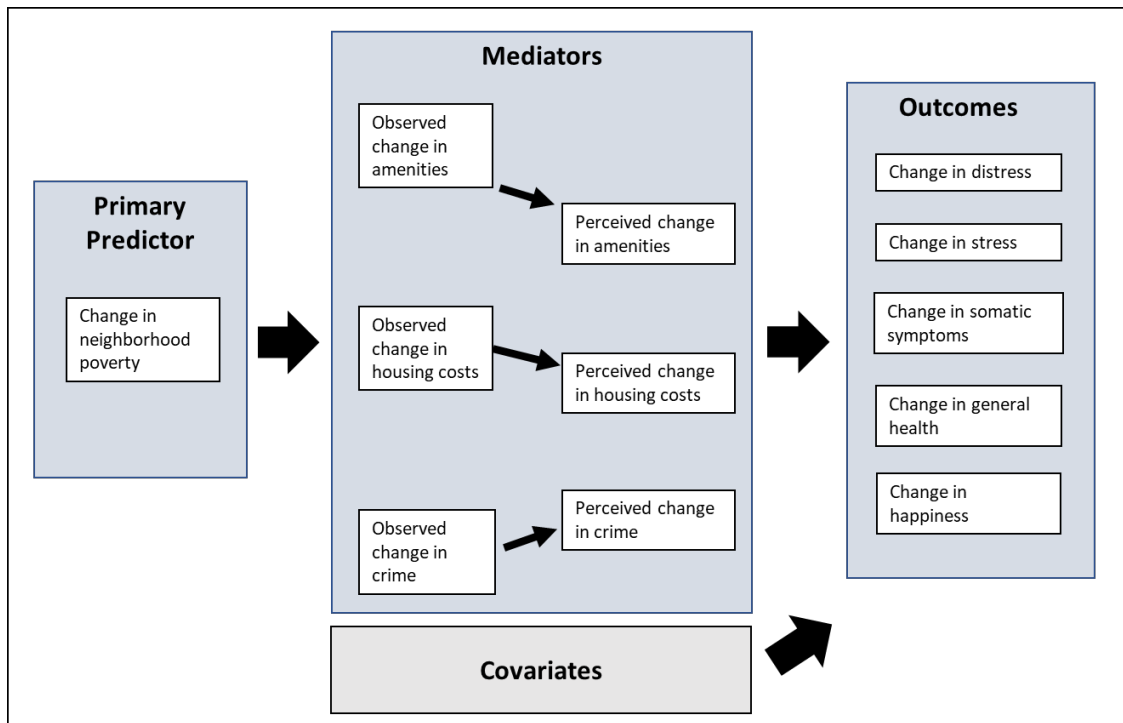 Primary
Predictor
Change in
neighborhood
poverty
Mediators
Observed
change in
amenities
Perceived change
in amenities
Observed
change in
housing costs
Perceived change
in housing costs
Observed
change in
crime
Perceived change
in crime
Covariates
Outcomes
Change in distress
Change in stress
Change in somatic
symptoms
Change in general
health
Change in
happiness